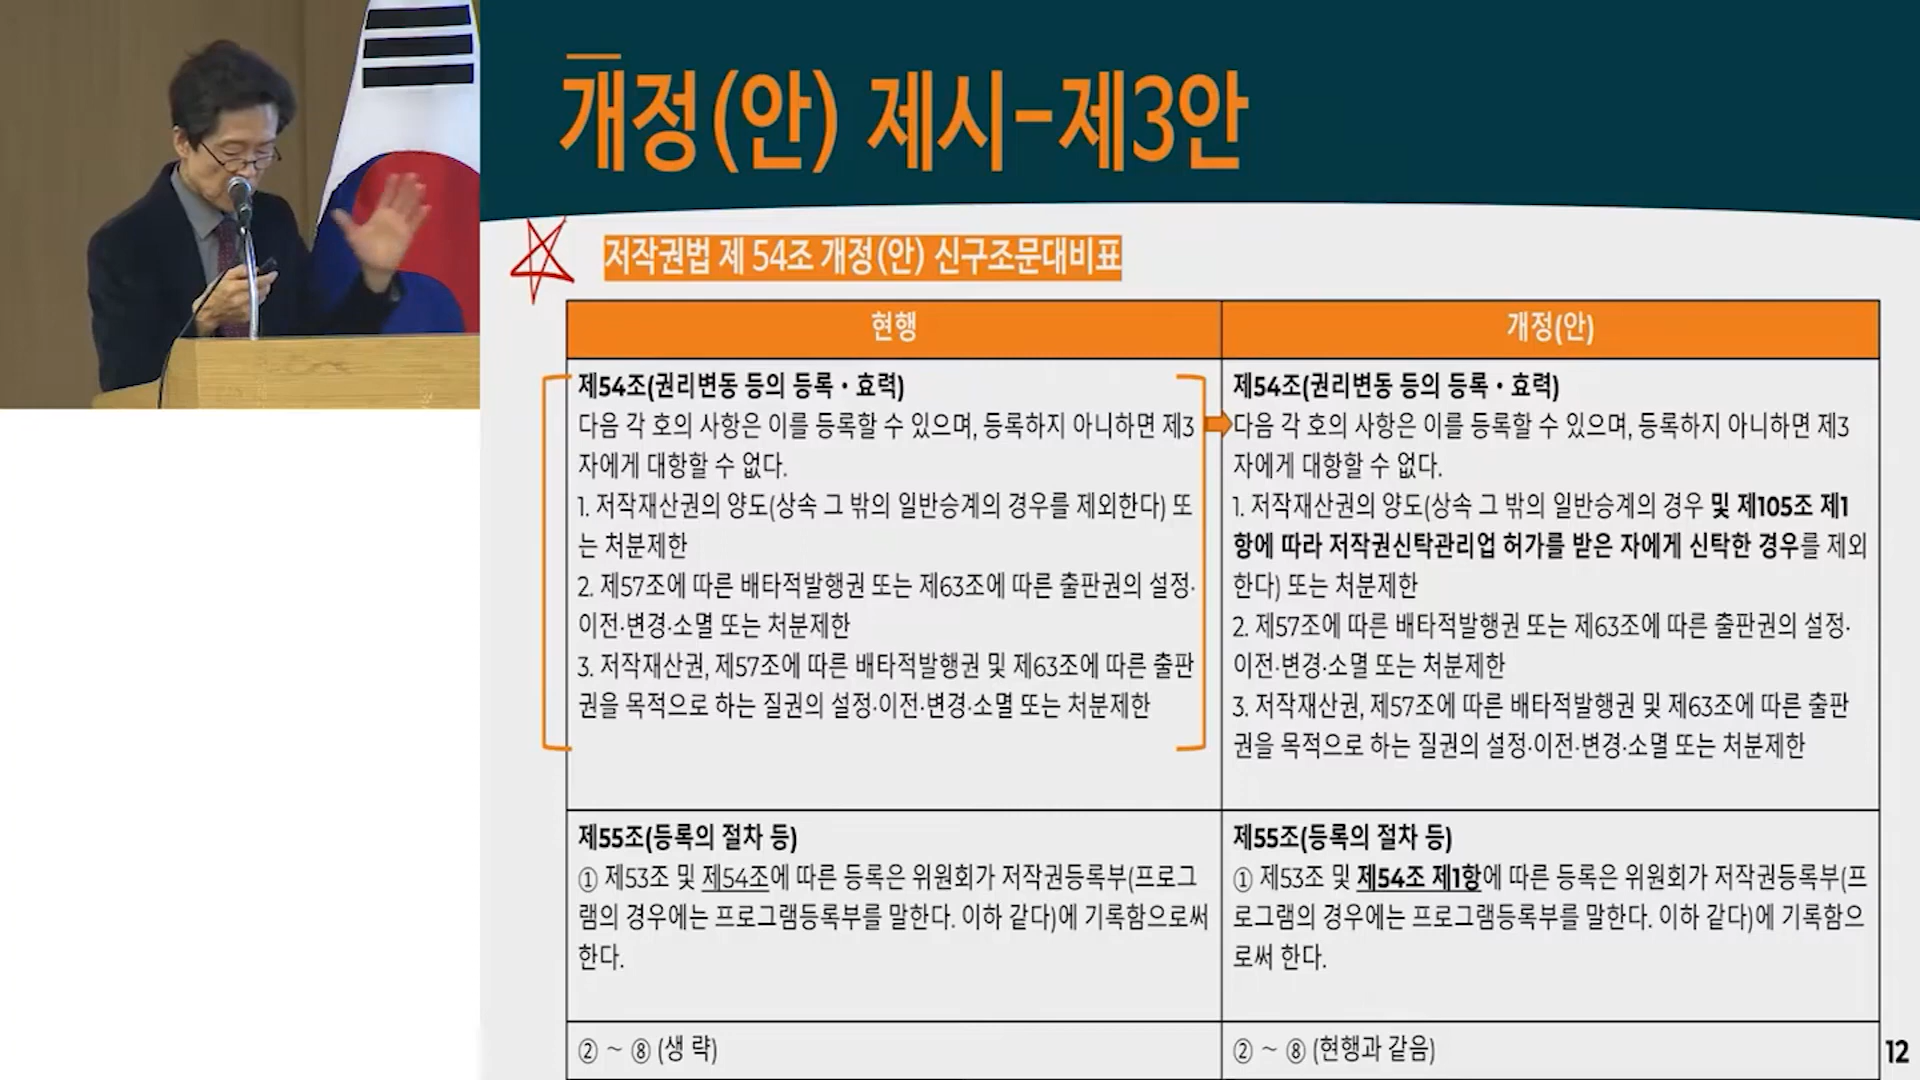 개정(안) 제시-제3안
저작권법 제 54조 개정(안) 신구조문대비표
현행
개정(안)
제54조(권리변동 등의 등록·효력)
다음 각 호의 사항은 이를 등록할 수 있으며, 등록하지 아니하면 제3
자에게 대항할 수 없다.
1. 저작재산권의 양도(상속 그 밖의 일반승계의 경우를 제외한다) 또
는 처분제한
2. 제57조에 따른 배타적발행권 또는 제63조에 따른 출판권의 설정·
이전·변경·소멸 또는 처분제한
3. 저작재산권, 제57조에 따른 배타적발행권 및 제63조에 따른 출판
권을 목적으로 하는 질권의 설정·이전·변경·소멸 또는 처분제한
제54조(권리변동 등의 등록·효력)
다음 각 호의 사항은 이를 등록할 수 있으며, 등록하지 아니하면 제3
자에게 대항할 수 없다.
1. 저작재산권의 양도(상속 그 밖의 일반승계의 경우 및 제105조 제1
항에 따라 저작권신탁관리업 허가를 받은 자에게 신탁한 경우를 제외
한다) 또는 처분제한
2. 제57조에 따른 배타적발행권 또는 제63조에 따른 출판권의 설정·
이전·변경·소멸 또는 처분제한
3. 저작재산권, 제57조에 따른 배타적발행권 및 제63조에 따른 출판
권을 목적으로 하는 질권의 설정·이전·변경·소멸 또는 처분제한
제55조(등록의 절차 등)
① 제53조 및 제54조에 따른 등록은 위원회가 저작권등록부(프로그
램의 경우에는 프로그램등록부를 말한다. 이하 같다)에 기록함으로써
한다.
제55조(등록의 절차 등)
① 제53조 및 제54조 제1항에 따른 등록은 위원회가 저작권등록부(프
로그램의 경우에는 프로그램등록부를 말한다. 이하 같다)에 기록함으
로써 한다.
② ~ ⑧ (생 략)
② ~ ⑧ (현행과 같음)
12